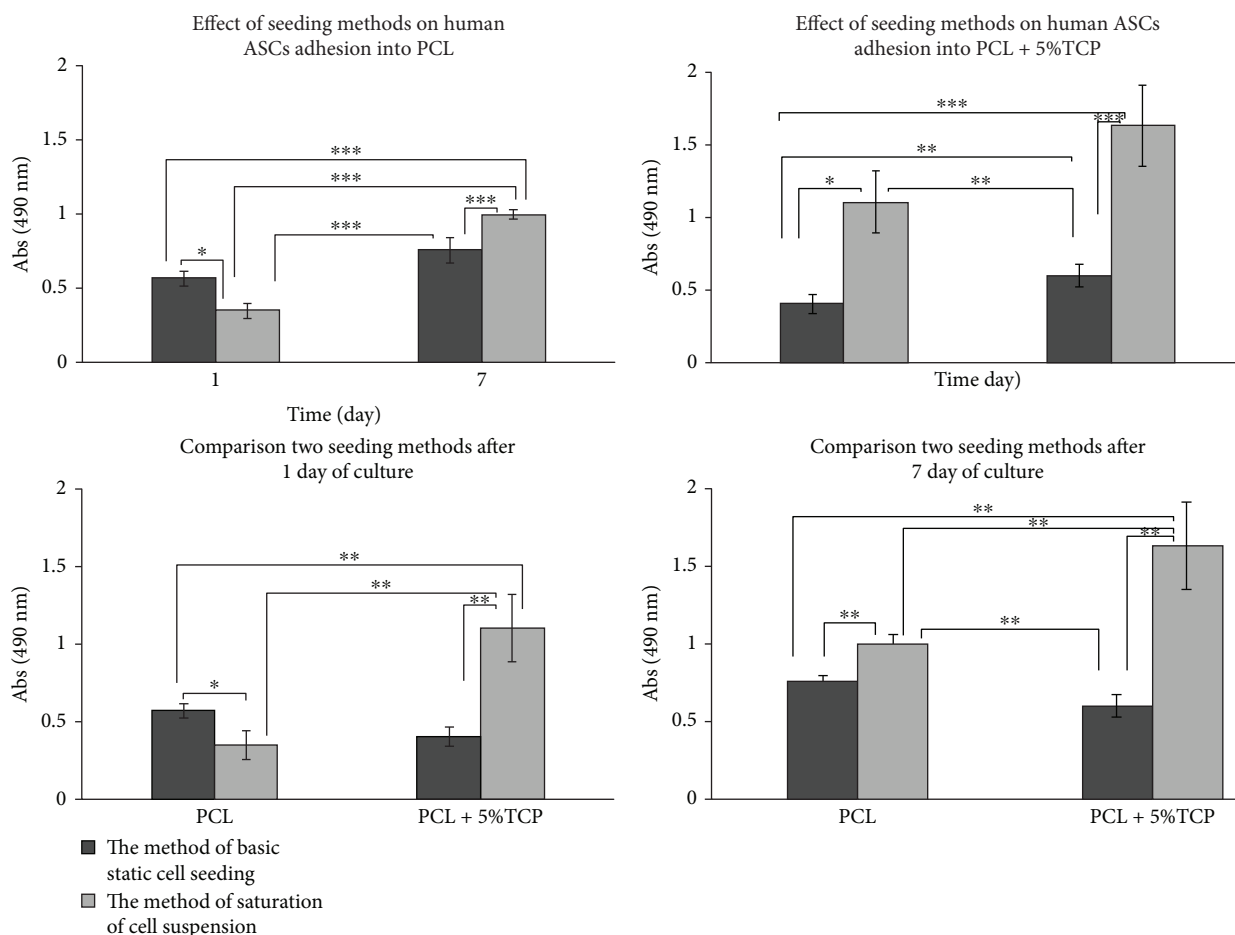 Effect of seeding methods on human
ASCs adhesion into PCL
2
1.5
1
0.5
0
Abs (490 nm)
***
***
***
***
*
1
7
Time (day)
Effect of seeding methods on human ASCs
adhesion into PCL + 5%TCP
2
1.5
1
0.5
0
Abs (490 nm)
***
***
**
*
**
Time day)
Comparison two seeding methods after
1 day of culture
2
1.5
1
0.5
0
Abs (490 nm)
**
**
**
*
PCL
PCL + 5%TCP
Comparison two seeding methods after
7 day of culture
2
1.5
1
0.5
0
Abs (490 nm)
**
**
**
**
**
PCL
PCL + 5%TCP
The method of basic
static cell seeding
The method of saturation
of cell suspension